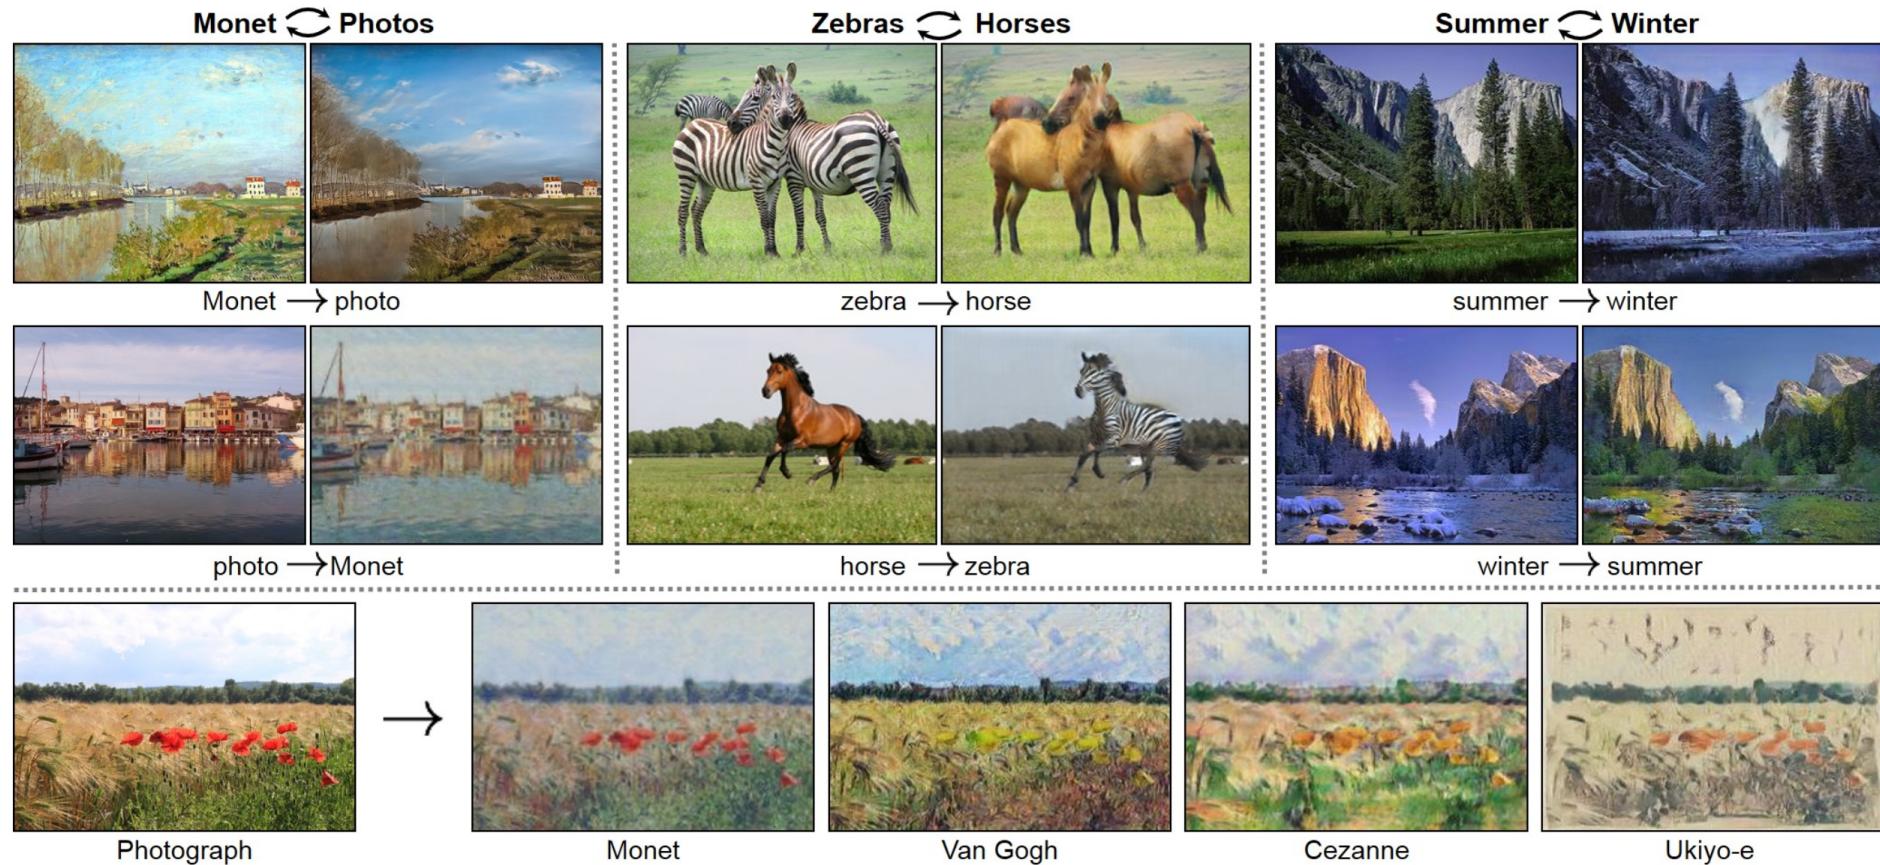 Monet Photos
Zebras Horses
Summer Winter
Monet → photo
zebra → horse
summer → winter
photo → Monet
horse → zebra
winter → summer
Photograph
Monet
Van Gogh
Cezanne
Ukiyo-e